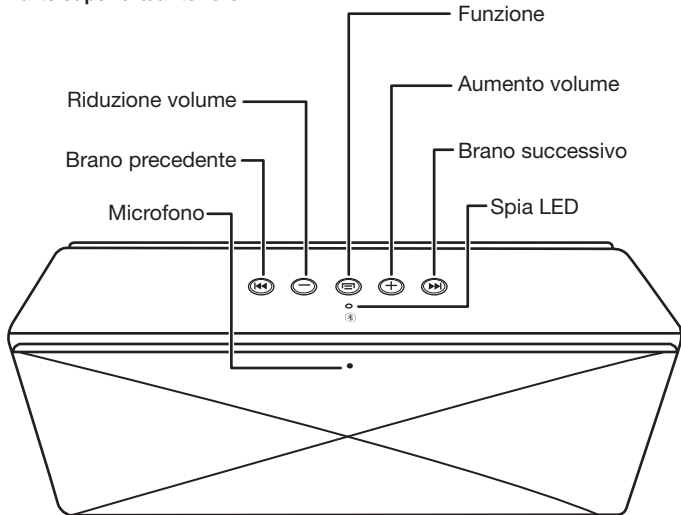 Funzione
Riduzione volume
Aumento volume
Brano precedente
Brano successivo
Microfono
Spia LED